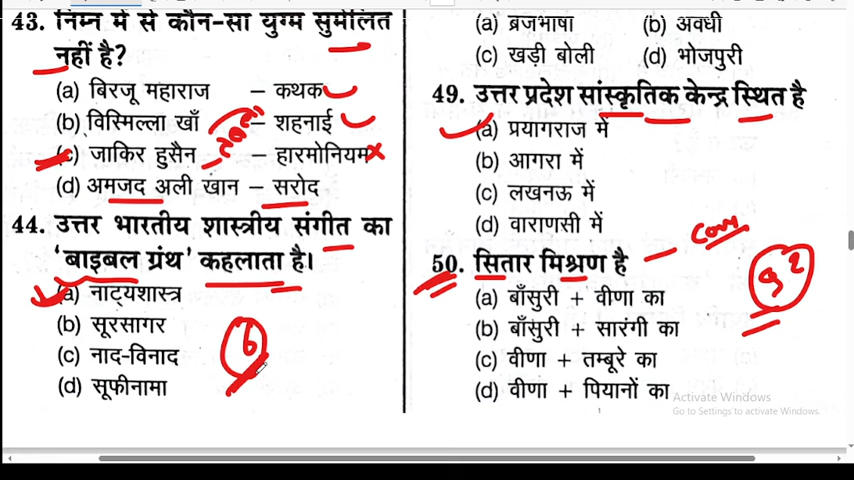 43. निम्न में से कौन-सा युग्म सुमेलित
नहीं है?
(a) बिरजू महाराज – कथक
(b) विस्मिल्ला खाँ – शहनाई
(c) जाकिर हुसैन – हारमोनियम
तबला
(d) अमजद अली खान – सरोद
44. उत्तर भारतीय शास्त्रीय संगीत का
'बाइबल ग्रंथ' कहलाता है।
(a) नाट्यशास्त्र
(b) सूरसागर
(c) नाद-विनाद
(d) सूफीनामा
(a) ब्रजभाषा (b) अवधी
(c) खड़ी बोली (d) भोजपुरी
49. उत्तर प्रदेश सांस्कृतिक केन्द्र स्थित है
(a) प्रयागराज में
(b) आगरा में
(c) लखनऊ में
(d) वाराणसी में
50. सितार मिश्रण है
(a) बाँसुरी + वीणा का
(b) बाँसुरी + सारंगी का
(c) वीणा + तम्बूरे का
(d) वीणा + पियानों का
Activate Windows
Go to Settings to activate Windows.